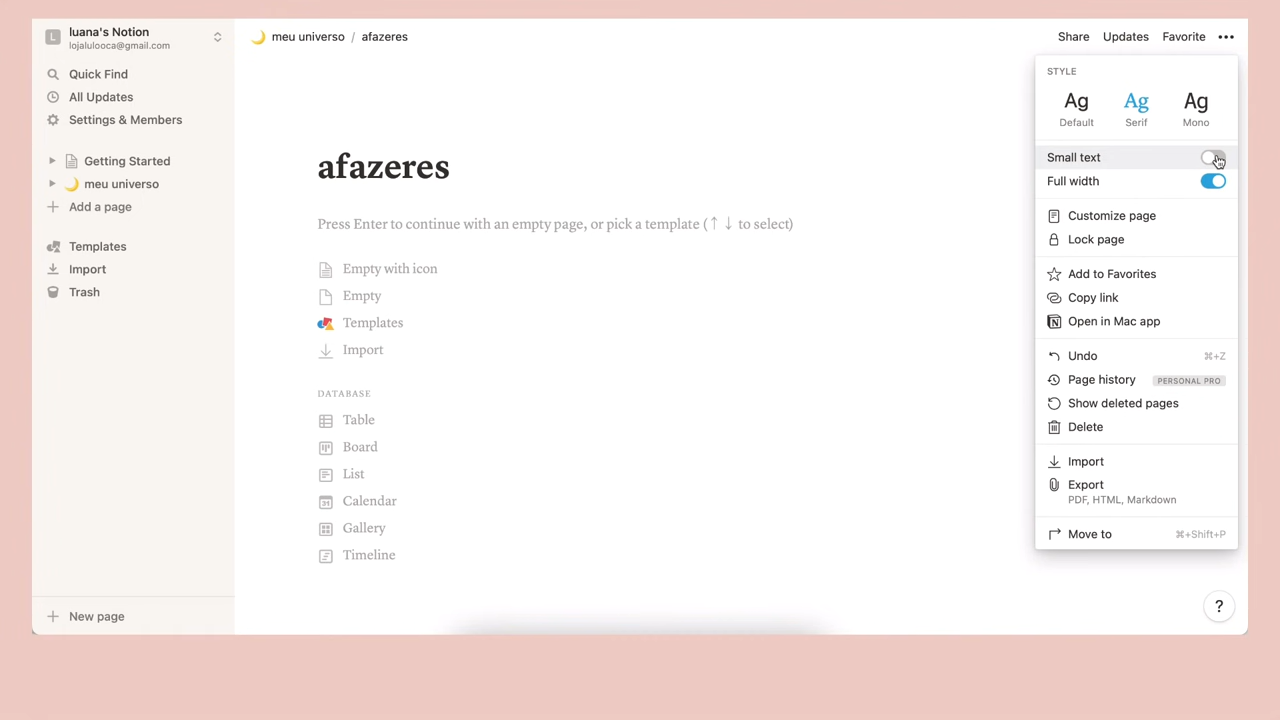 L
luana's Notion
lojalulooca@gmail.com
Quick Find
All Updates
Settings & Members
Getting Started
meu universo
Add a page
Templates
Import
Trash
New page
meu universo / afazeres
Share Updates Favorite •••
afazeres
Press Enter to continue with an empty page, or pick a template (↑ ↓ to select)
Empty with icon
Empty
Templates
Import
DATABASE
Table
Board
List
31 Calendar
Gallery
Timeline
STYLE
Ag Ag Ag
Default Serif Mono
Small text
Full width
Customize page
Lock page
Add to Favorites
Copy link
Open in Mac app
Undo ⌘+Z
Page history PERSONAL PRO
Show deleted pages
Delete
Import
Export
PDF, HTML, Markdown
Move to ⌘+Shift+P
?